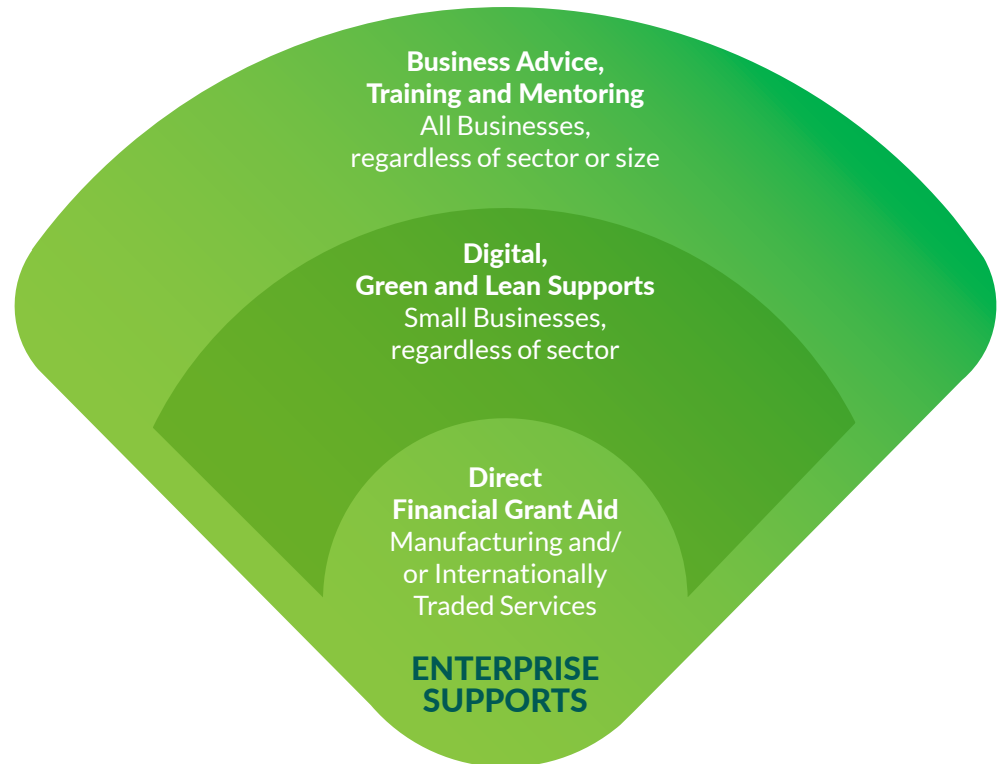 Business Advice,
Training and Mentoring
All Businesses,
regardless of sector or size
Digital,
Green and Lean Supports
Small Businesses,
regardless of sector
Direct
Financial Grant Aid
Manufacturing and/
or Internationally
Traded Services
ENTERPRISE
SUPPORTS